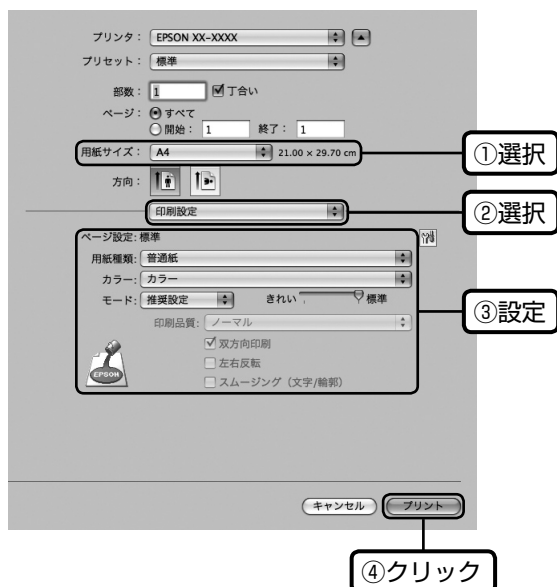 プリンタ： EPSON XX-XXXX
プリセット： 標準
部数： 1 丁合い
ページ： すべて
開始： 1 終了： 1
用紙サイズ： A4 21.00 × 29.70 cm
①選択
方向：
印刷設定
②選択
ページ設定: 標準
用紙種類: 普通紙
カラー: カラー
モード: 推奨設定 きれい 標準
③設定
印刷品質: ノーマル
双方向印刷
左右反転
スムージング（文字/輪郭）
EPSON
キャンセル プリント
④クリック